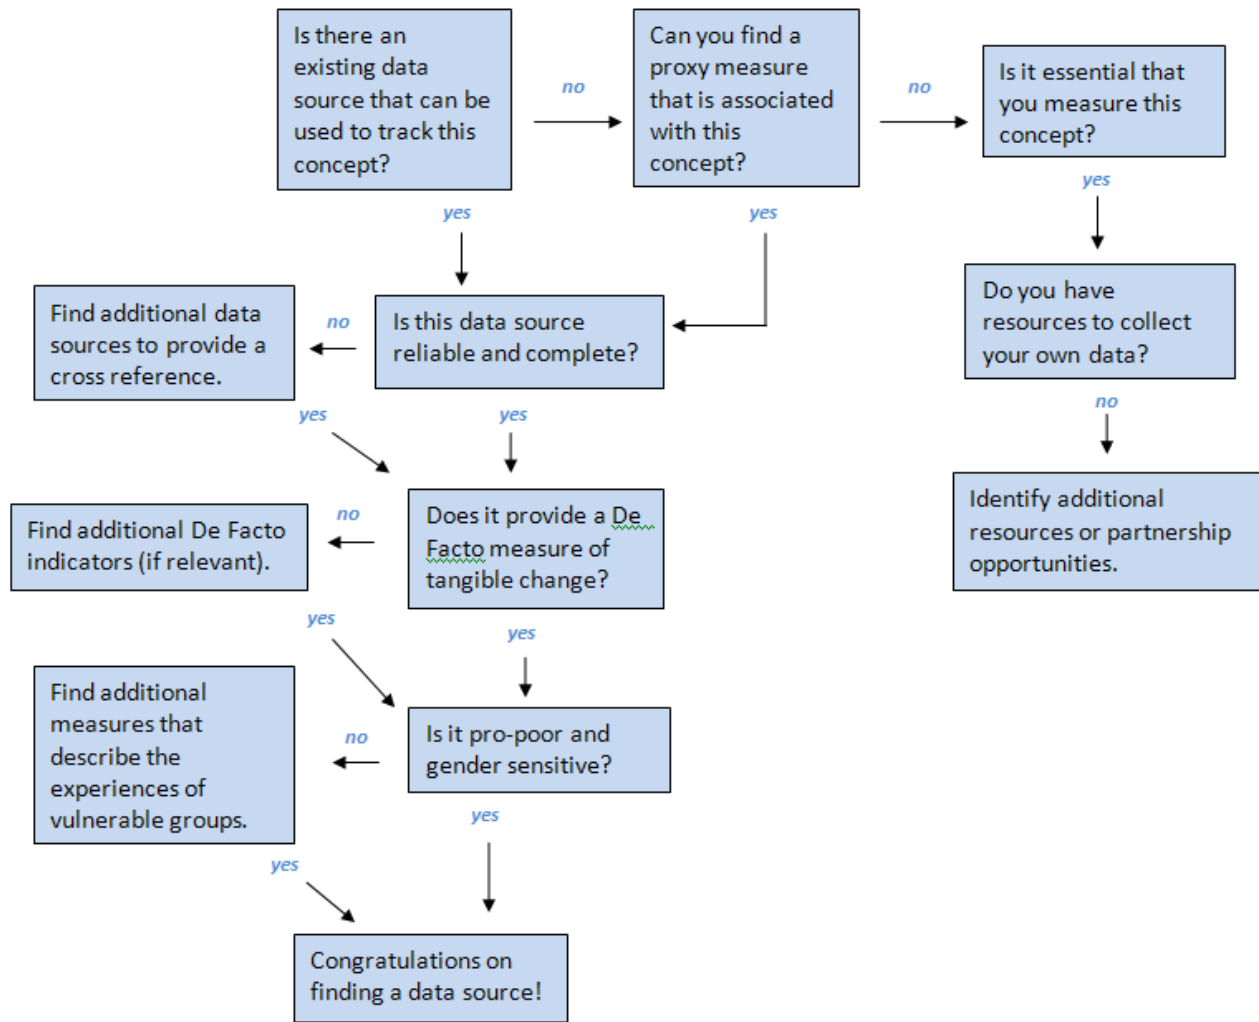 Is there an
existing data
source that can be
used to track this
concept?
no
Can you find a
proxy measure
that is associated
with this
concept?
no
Is it essential that
you measure this
concept?
yes
yes
yes
Do you have
resources to collect
your own data?
Find additional data
sources to provide a
cross reference.
no
Is this data source
reliable and complete?
no
yes
yes
Identify additional
resources or partnership
opportunities.
Find additional De Facto
indicators (if relevant).
no
Does it provide a De
Facto measure of
tangible change?
yes
yes
Find additional
measures that
describe the
experiences of
vulnerable groups.
no
Is it pro-poor and
gender sensitive?
yes
yes
Congratulations on
finding a data source!